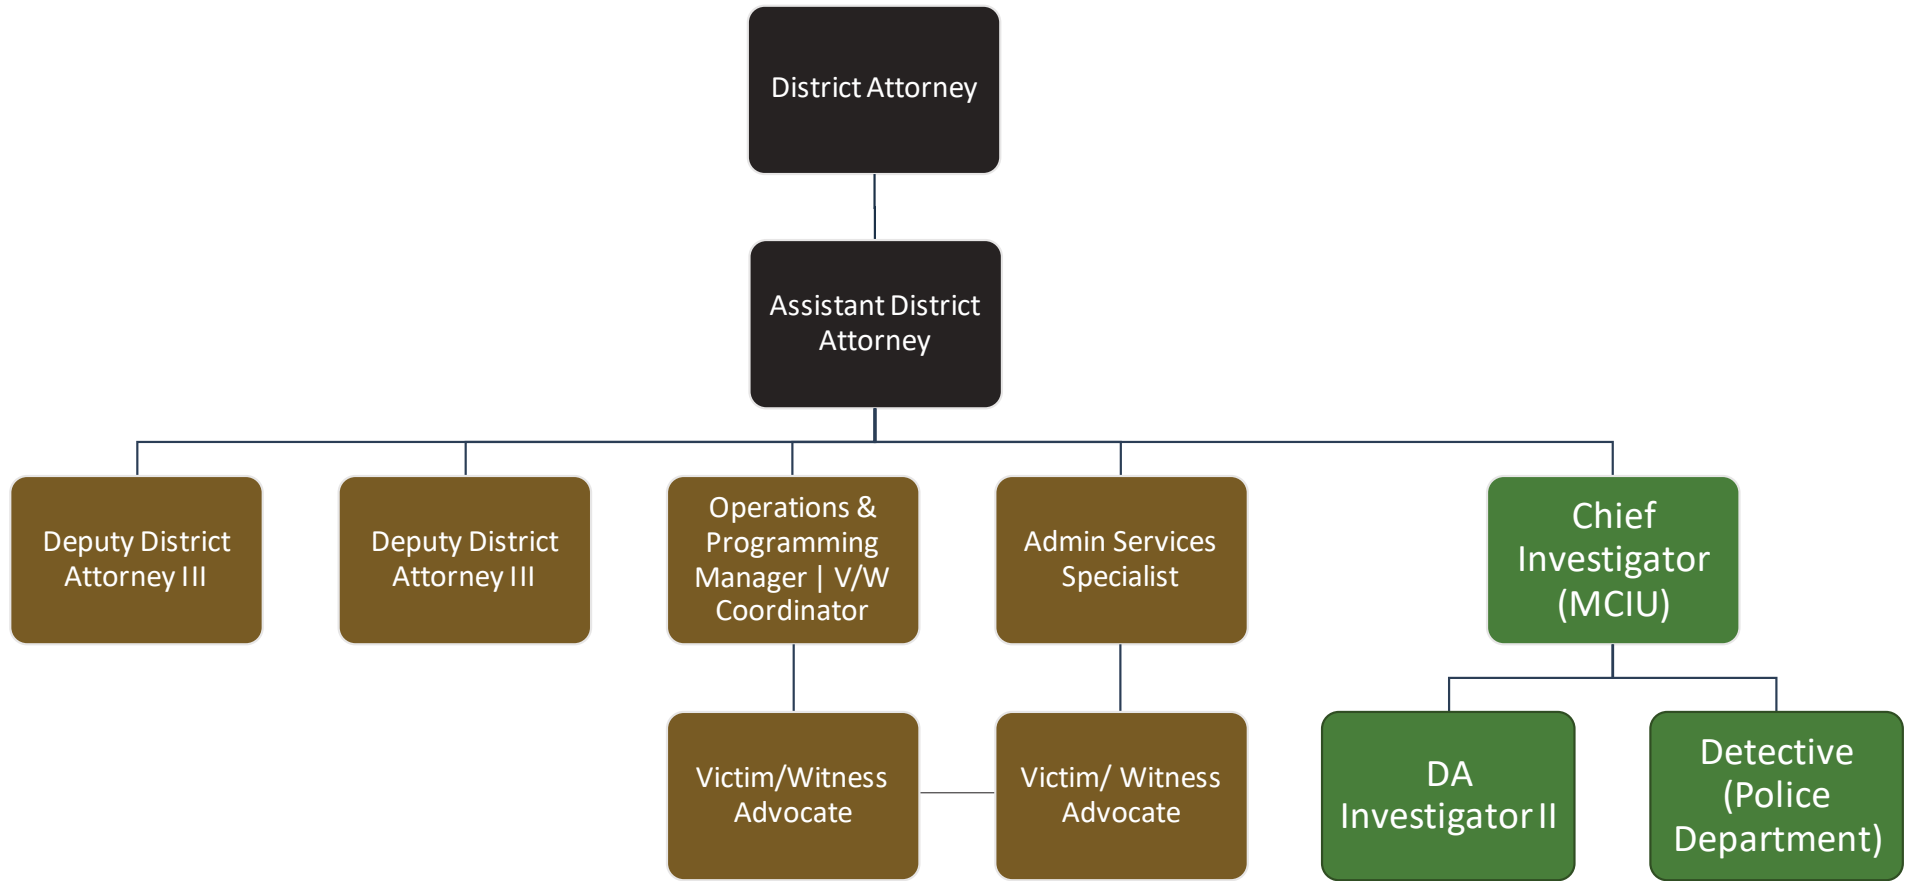 District Attorney
Assistant District
Attorney
Deputy District
Attorney III
Deputy District
Attorney III
Operations &
Programming
Manager | V/W
Coordinator
Admin Services
Specialist
Chief
Investigator
(MCIU)
Victim/Witness
Advocate
Victim/ Witness
Advocate
DA
Investigator II
Detective
(Police
Department)